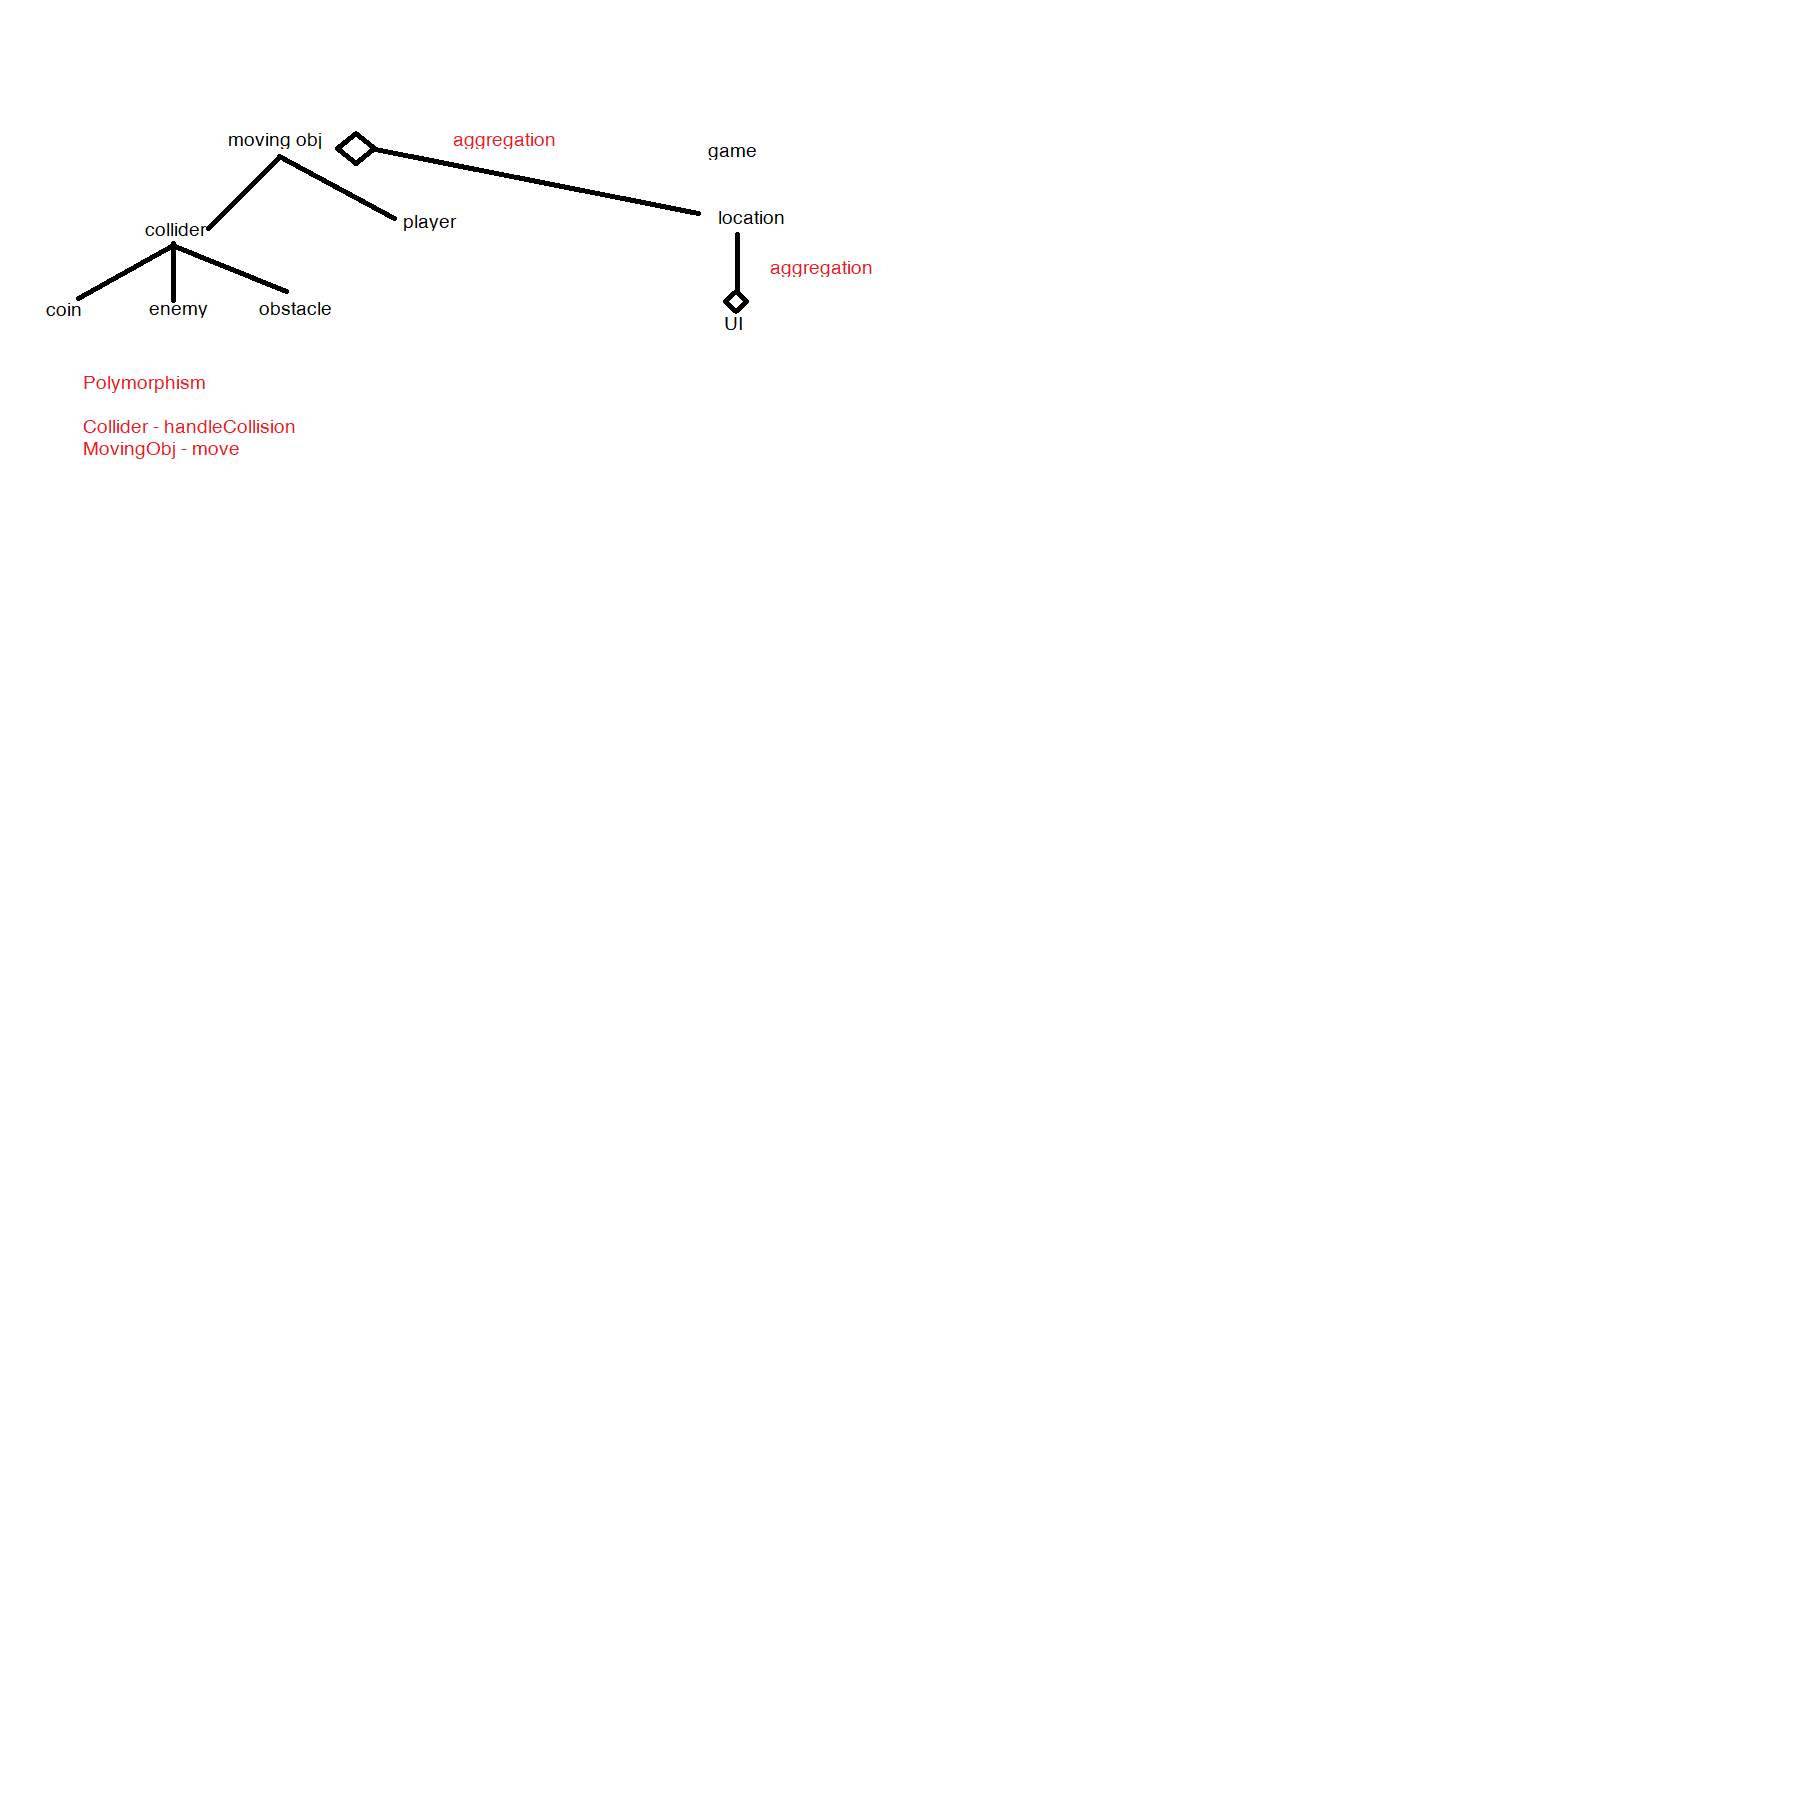 moving obj
aggregation
game
collider
player
location
aggregation
coin
enemy
obstacle
UI
Polymorphism
Collider - handleCollision
MovingObj - move